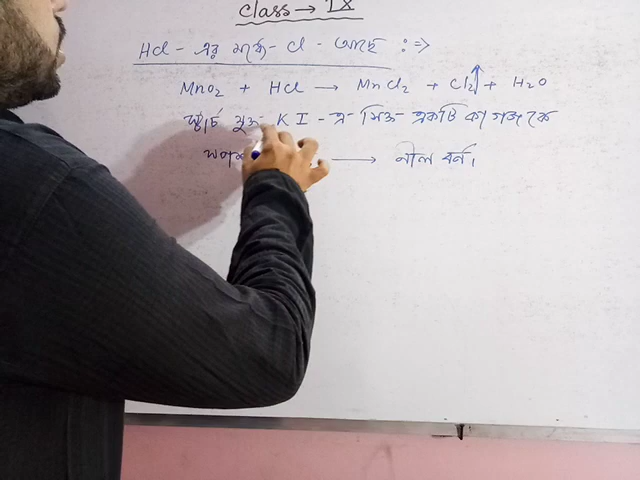 Class → IX
HCl - এর মধ্যে - Cl - আছে :⇒
MnO₂ + HCl → MnCl₂ + Cl₂↑ + H₂O
স্টার্চ যুক্ত KI - এ সিক্ত একটি কাগজকে
→ নীল বর্ন।